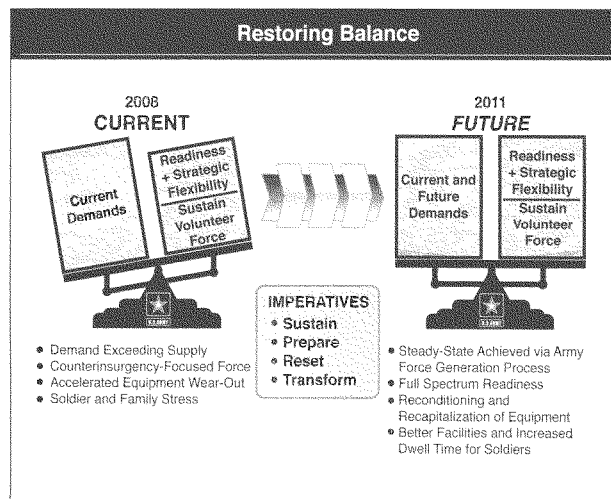 Restoring Balance
2008
CURRENT
Current
Demands
Readiness
+ Strategic
Flexibility
Sustain
Volunteer
Force
2011
FUTURE
Current and
Future
Demands
Readiness
+ Strategic
Flexibility
Sustain
Volunteer
Force
IMPERATIVES
• Sustain
• Prepare
• Reset
• Transform
• Demand Exceeding Supply
• Counterinsurgency-Focused Force
• Accelerated Equipment Wear-Out
• Soldier and Family Stress
• Steady-State Achieved via Army
Force Generation Process
• Full Spectrum Readiness
• Reconditioning and
Recapitalization of Equipment
• Better Facilities and Increased
Dwell Time for Soldiers